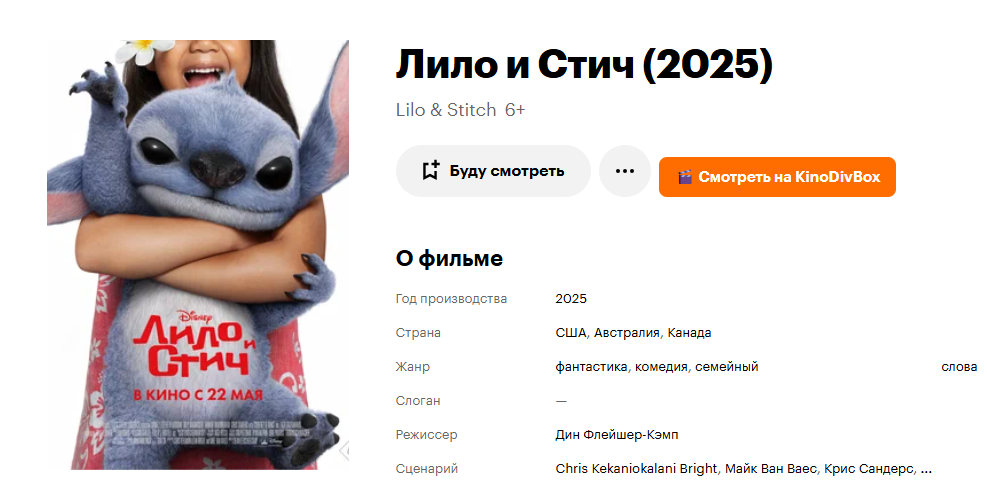 Лило и Стич (2025)
Lilo & Stitch 6+
Буду смотреть
Смотреть на KinoDivBox
О фильме
Год производства 2025
Страна США, Австралия, Канада
Жанр фантастика, комедия, семейный слова
Слоган —
Режиссер Дин Флейшер-Кэмп
Сценарий Chris Kekaniokalani Bright, Майк Ван Ваес, Крис Сандерс, ...
Disney
Лило и
Стич
В КИНО С 22 МАЯ